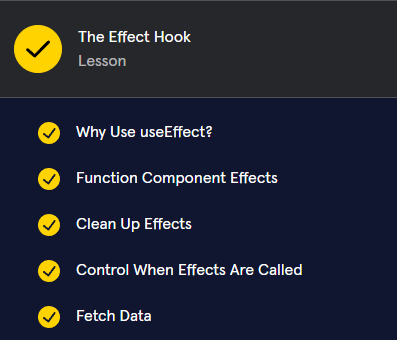 The Effect Hook
Lesson
Why Use useEffect?
Function Component Effects
Clean Up Effects
Control When Effects Are Called
Fetch Data